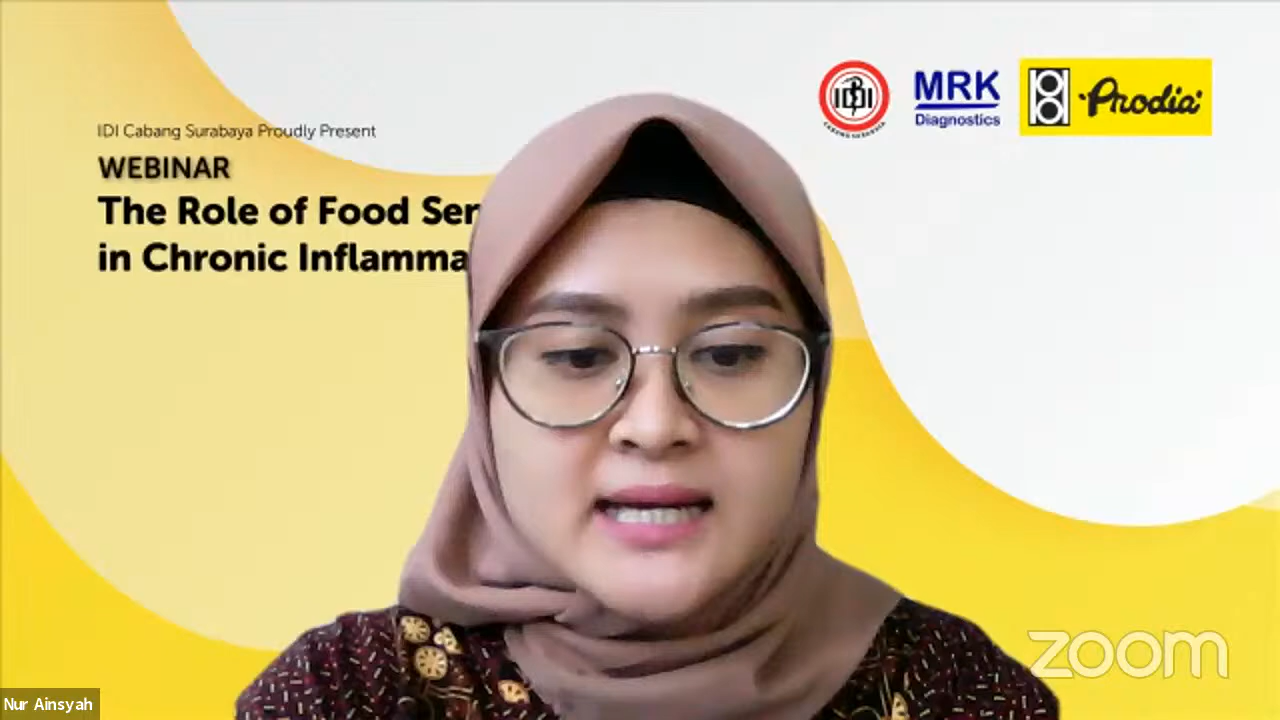 IDI Cabang Surabaya Proudly Present
WEBINAR
The Role of Food Sen
in Chronic Inflamma
IDI
MRK
Diagnostics
Prodia
zoom
Nur Ainsyah